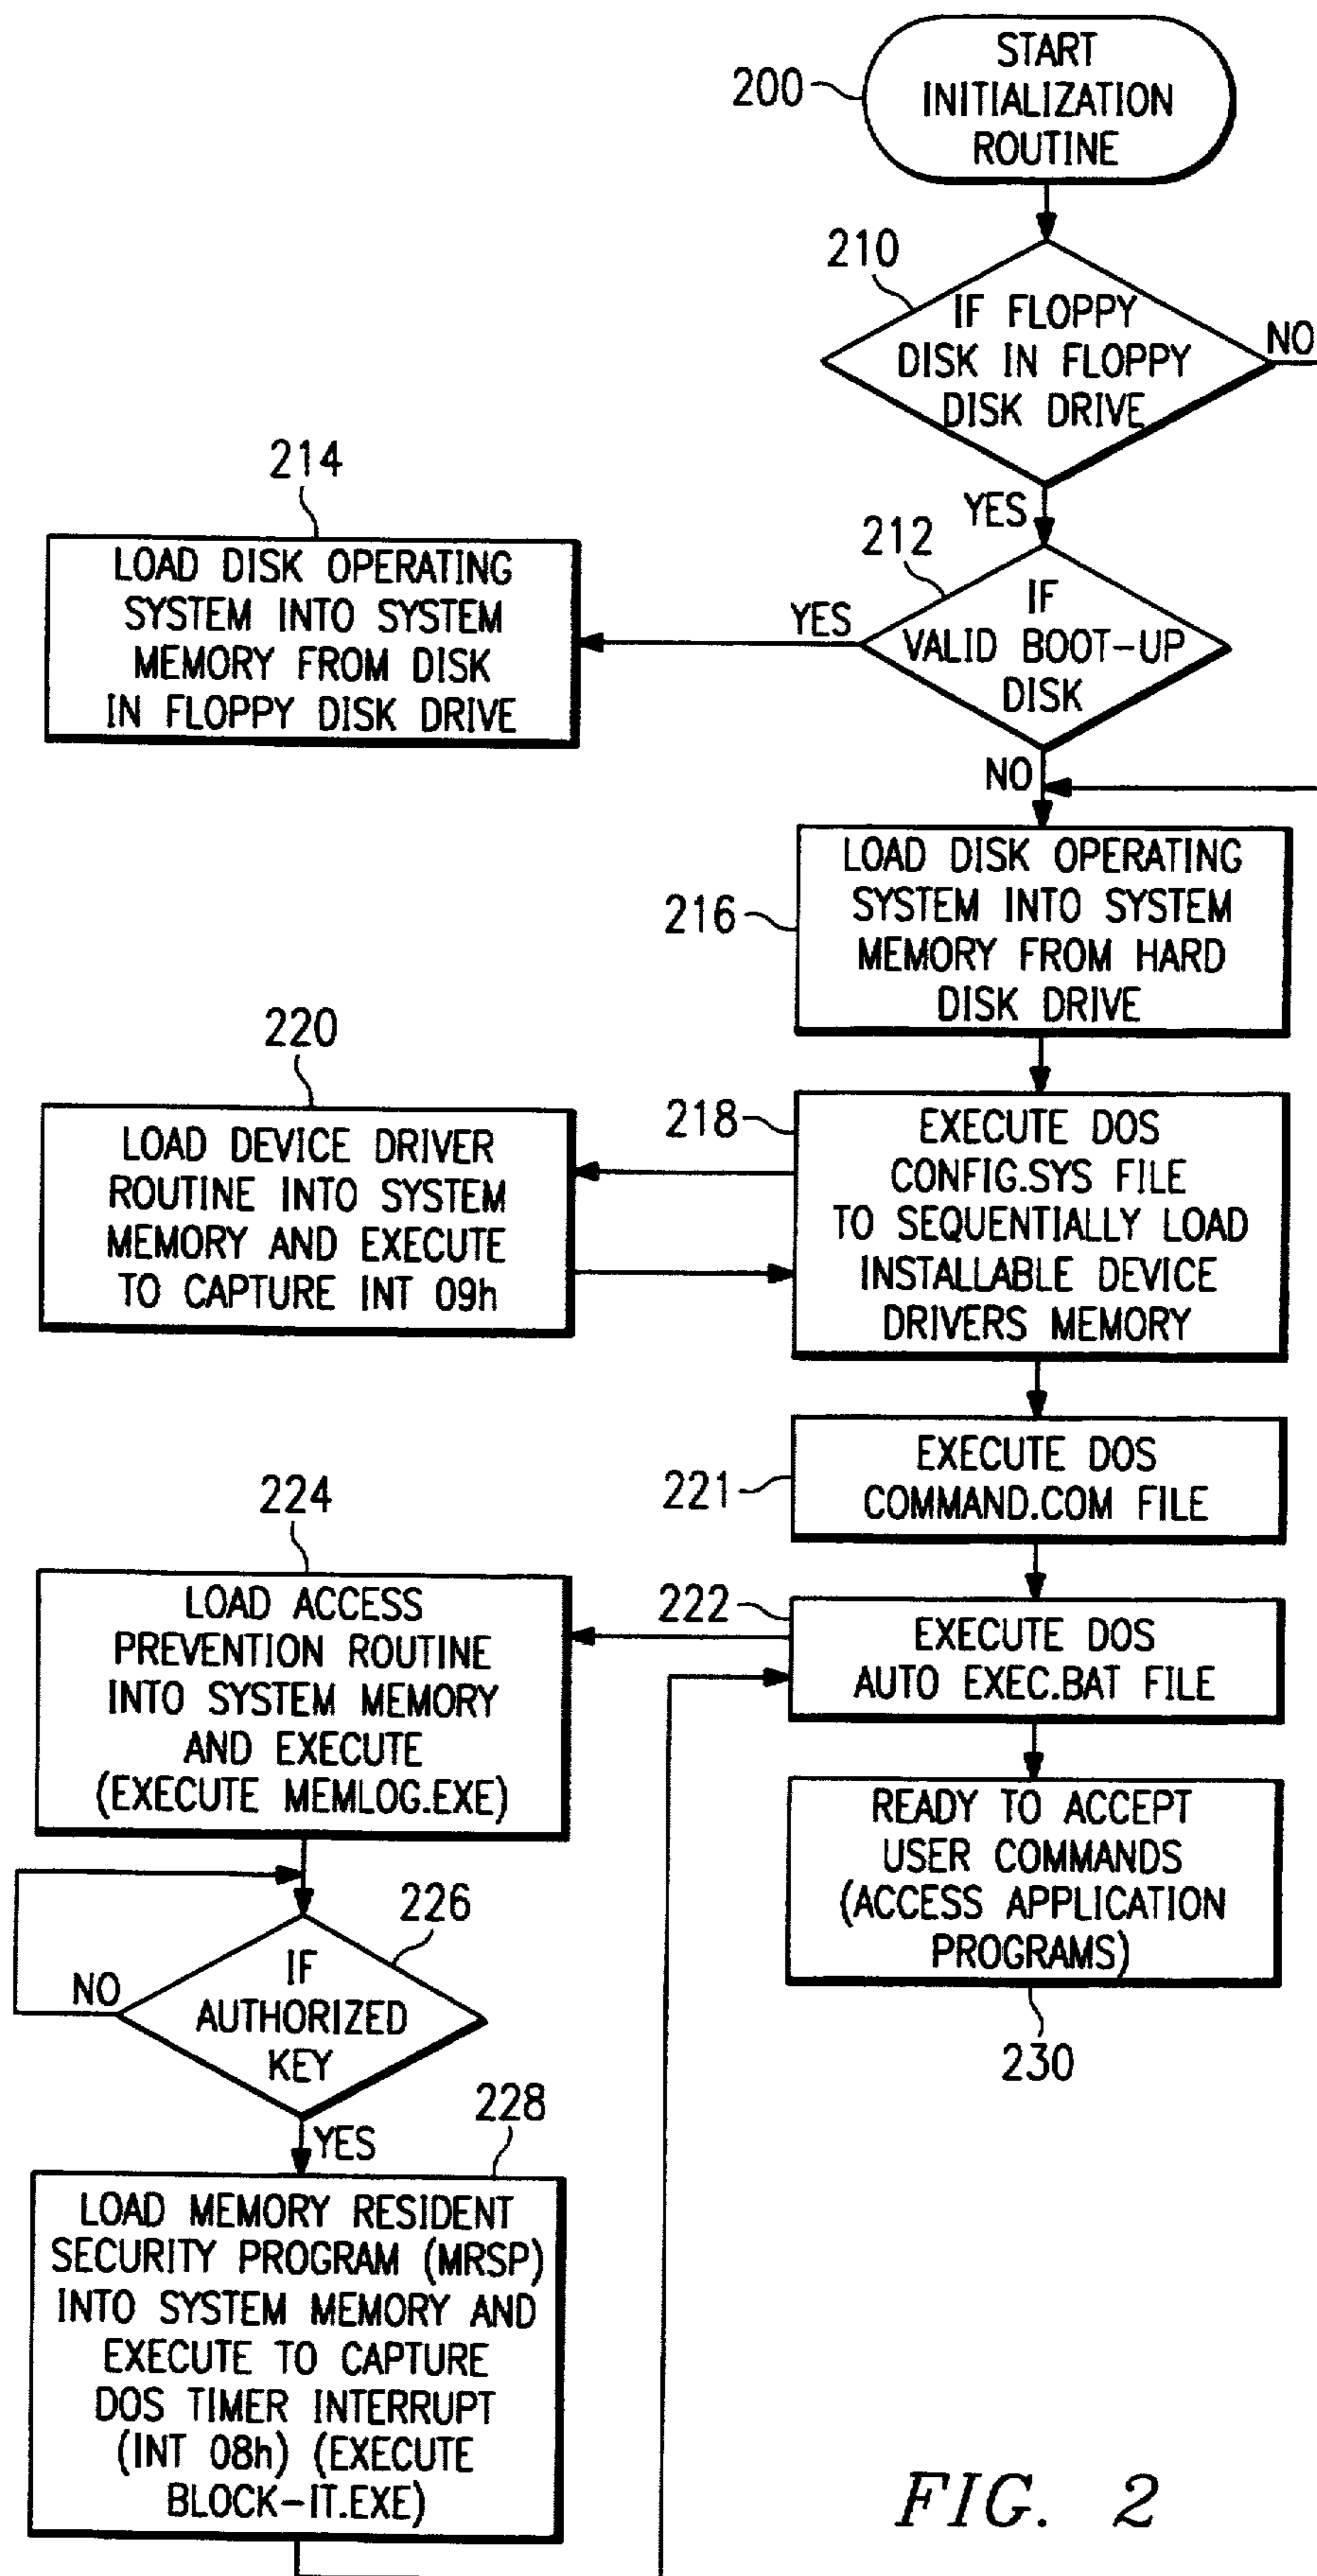 200
START
INITIALIZATION
ROUTINE
210
IF FLOPPY
DISK IN FLOPPY
DISK DRIVE
NO
YES
212
IF
VALID BOOT-UP
DISK
YES
NO
214
LOAD DISK OPERATING
SYSTEM INTO SYSTEM
MEMORY FROM DISK
IN FLOPPY DISK DRIVE
216
LOAD DISK OPERATING
SYSTEM INTO SYSTEM
MEMORY FROM HARD
DISK DRIVE
218
EXECUTE DOS
CONFIG.SYS FILE
TO SEQUENTIALLY LOAD
INSTALLABLE DEVICE
DRIVERS MEMORY
220
LOAD DEVICE DRIVER
ROUTINE INTO SYSTEM
MEMORY AND EXECUTE
TO CAPTURE INT 09h
221
EXECUTE DOS
COMMAND.COM FILE
222
EXECUTE DOS
AUTO EXEC.BAT FILE
224
LOAD ACCESS
PREVENTION ROUTINE
INTO SYSTEM MEMORY
AND EXECUTE
(EXECUTE MEMLOG.EXE)
226
IF
AUTHORIZED
KEY
NO
YES
228
LOAD MEMORY RESIDENT
SECURITY PROGRAM (MRSP)
INTO SYSTEM MEMORY AND
EXECUTE TO CAPTURE
DOS TIMER INTERRUPT
(INT 08h) (EXECUTE
BLOCK-IT.EXE)
READY TO ACCEPT
USER COMMANDS
(ACCESS APPLICATION
PROGRAMS)
230
FIG. 2